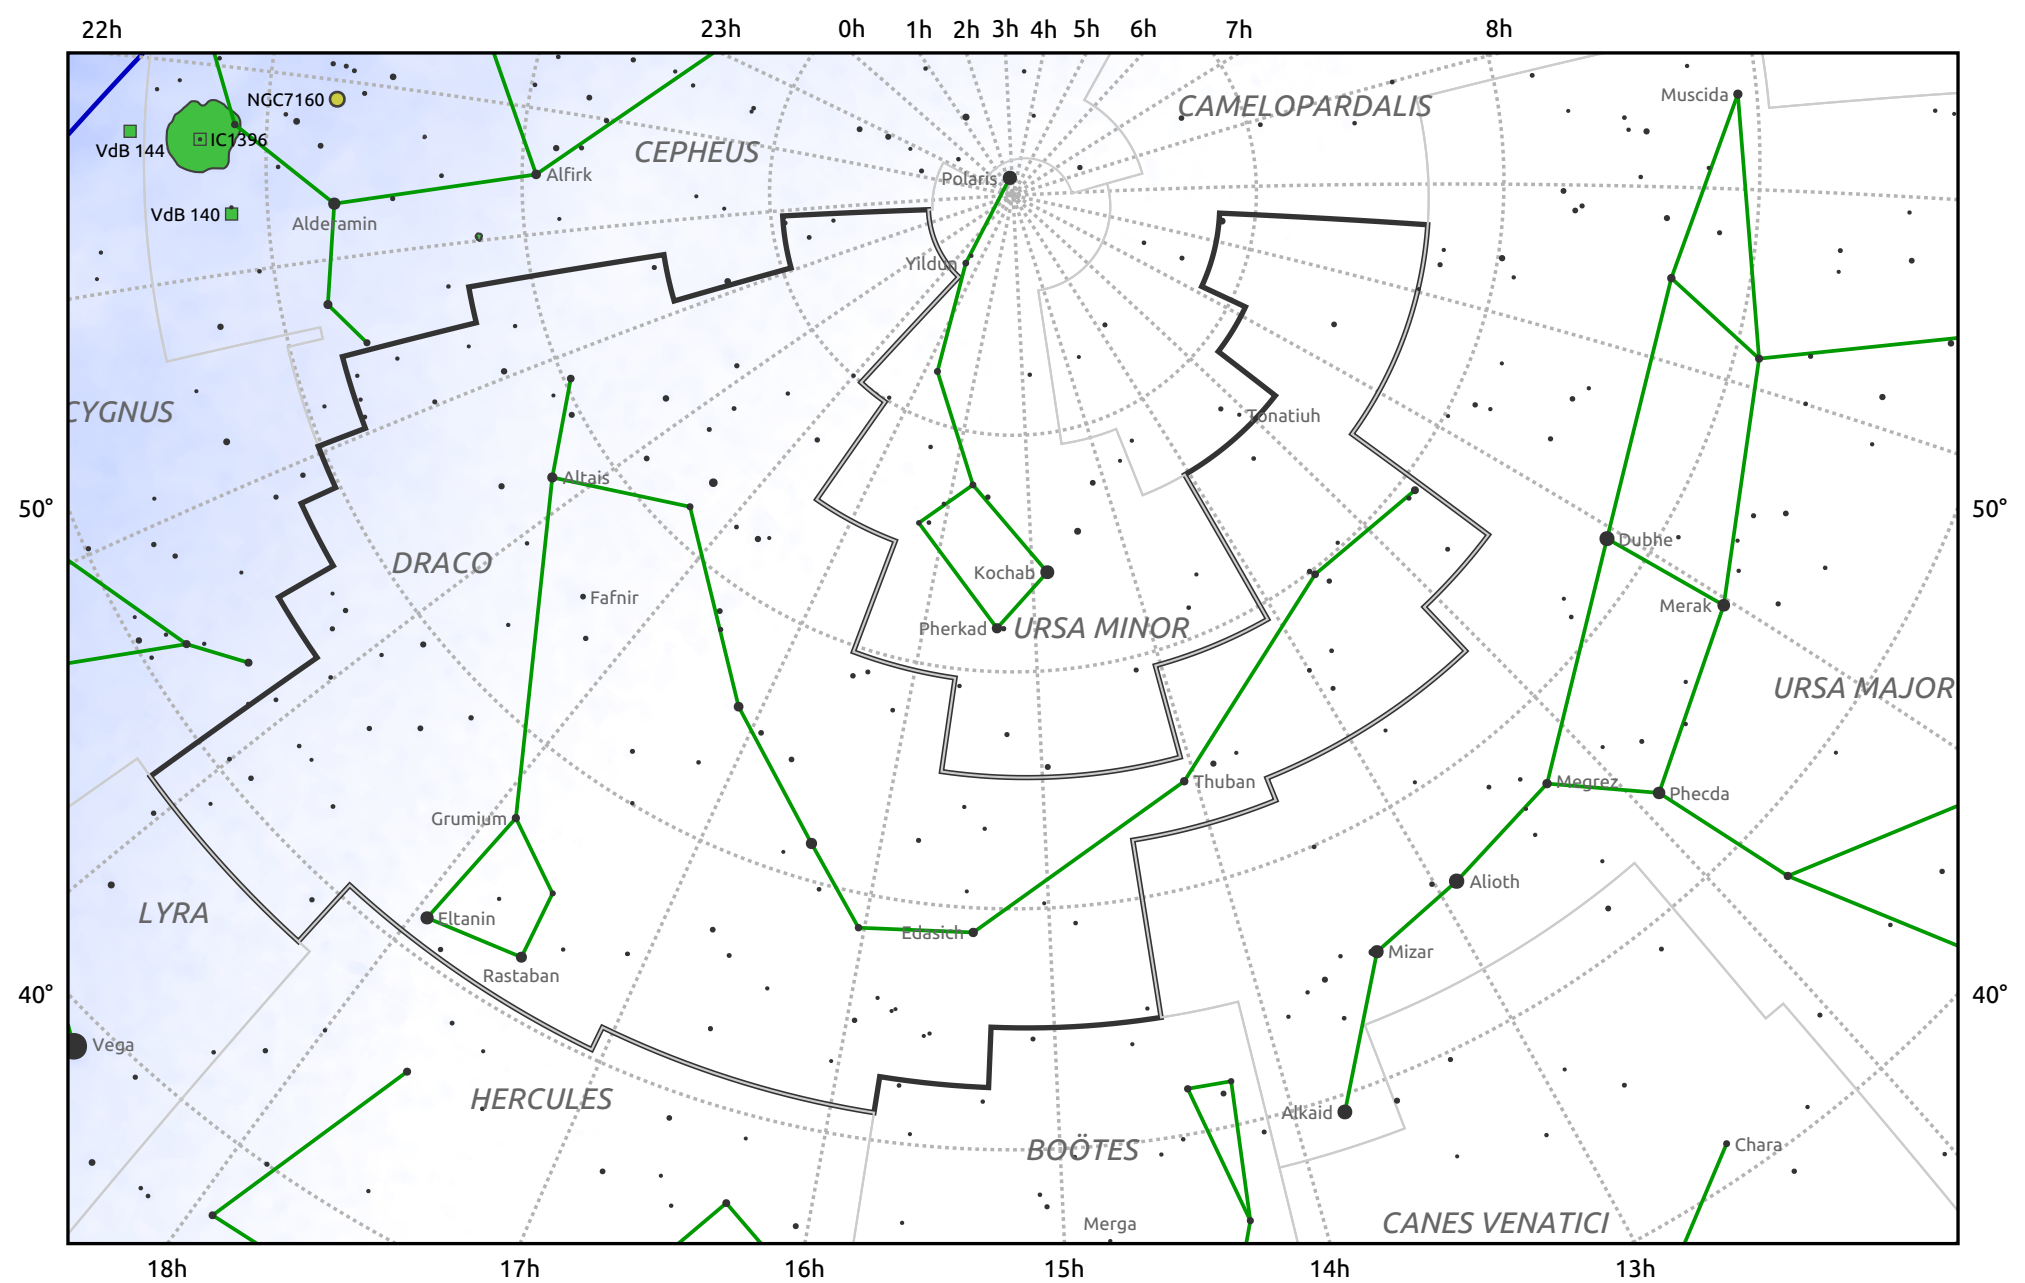 22h 23h 0h 1h 2h 3h 4h 5h 6h 7h 8h
Muscida
NGC7160
CAMELOPARDALIS
IC1396
VdB 144
CEPHEUS
Alfirk
Polaris
VdB 140
Alderamin
Yildun
CYGNUS
Tonatiuh
Altais
50° 50°
Dubhe
DRACO
Kochab
Fafnir
Merak
Pherkad URSA MINOR
URSA MAJOR
Thuban Megrez
Phecda
Grumium
Alioth
LYRA
Eltanin
Edasich
Mizar
Rastaban
40° 40°
Vega
HERCULES
Alkaid
Chara
BOÖTES
Merga CANES VENATICI
18h 17h 16h 15h 14h 13h